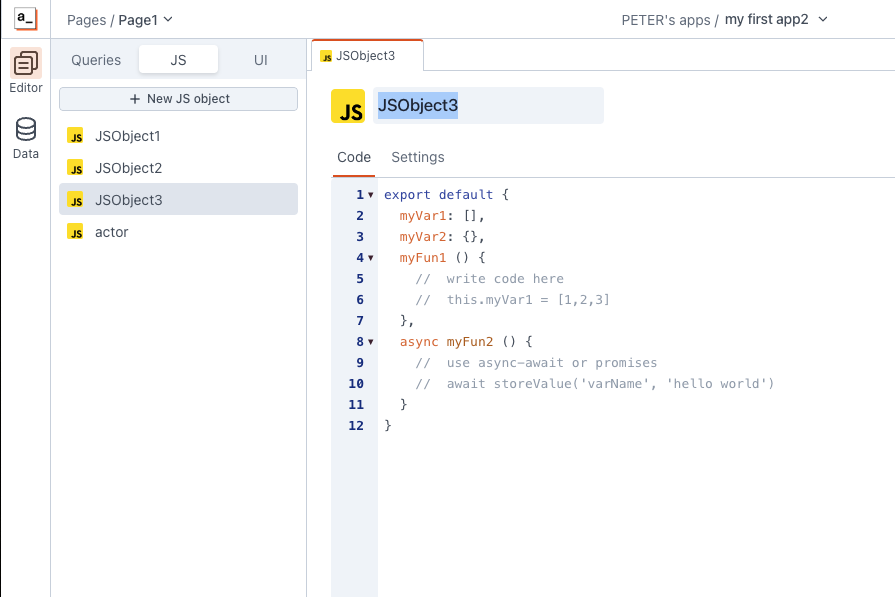 a_
Pages / Page1
PETER's apps / my first app2
Editor
Data
Queries JS UI
+ New JS object
JS JSObject1
JS JSObject2
JS JSObject3
JS actor
JS JSObject3
JS JSObject3
Code Settings
1 export default {
2 myVar1: [],
3 myVar2: {},
4 myFun1 () {
5 // write code here
6 // this.myVar1 = [1,2,3]
7 },
8 async myFun2 () {
9 // use async-await or promises
10 // await storeValue('varName', 'hello world')
11 }
12 }